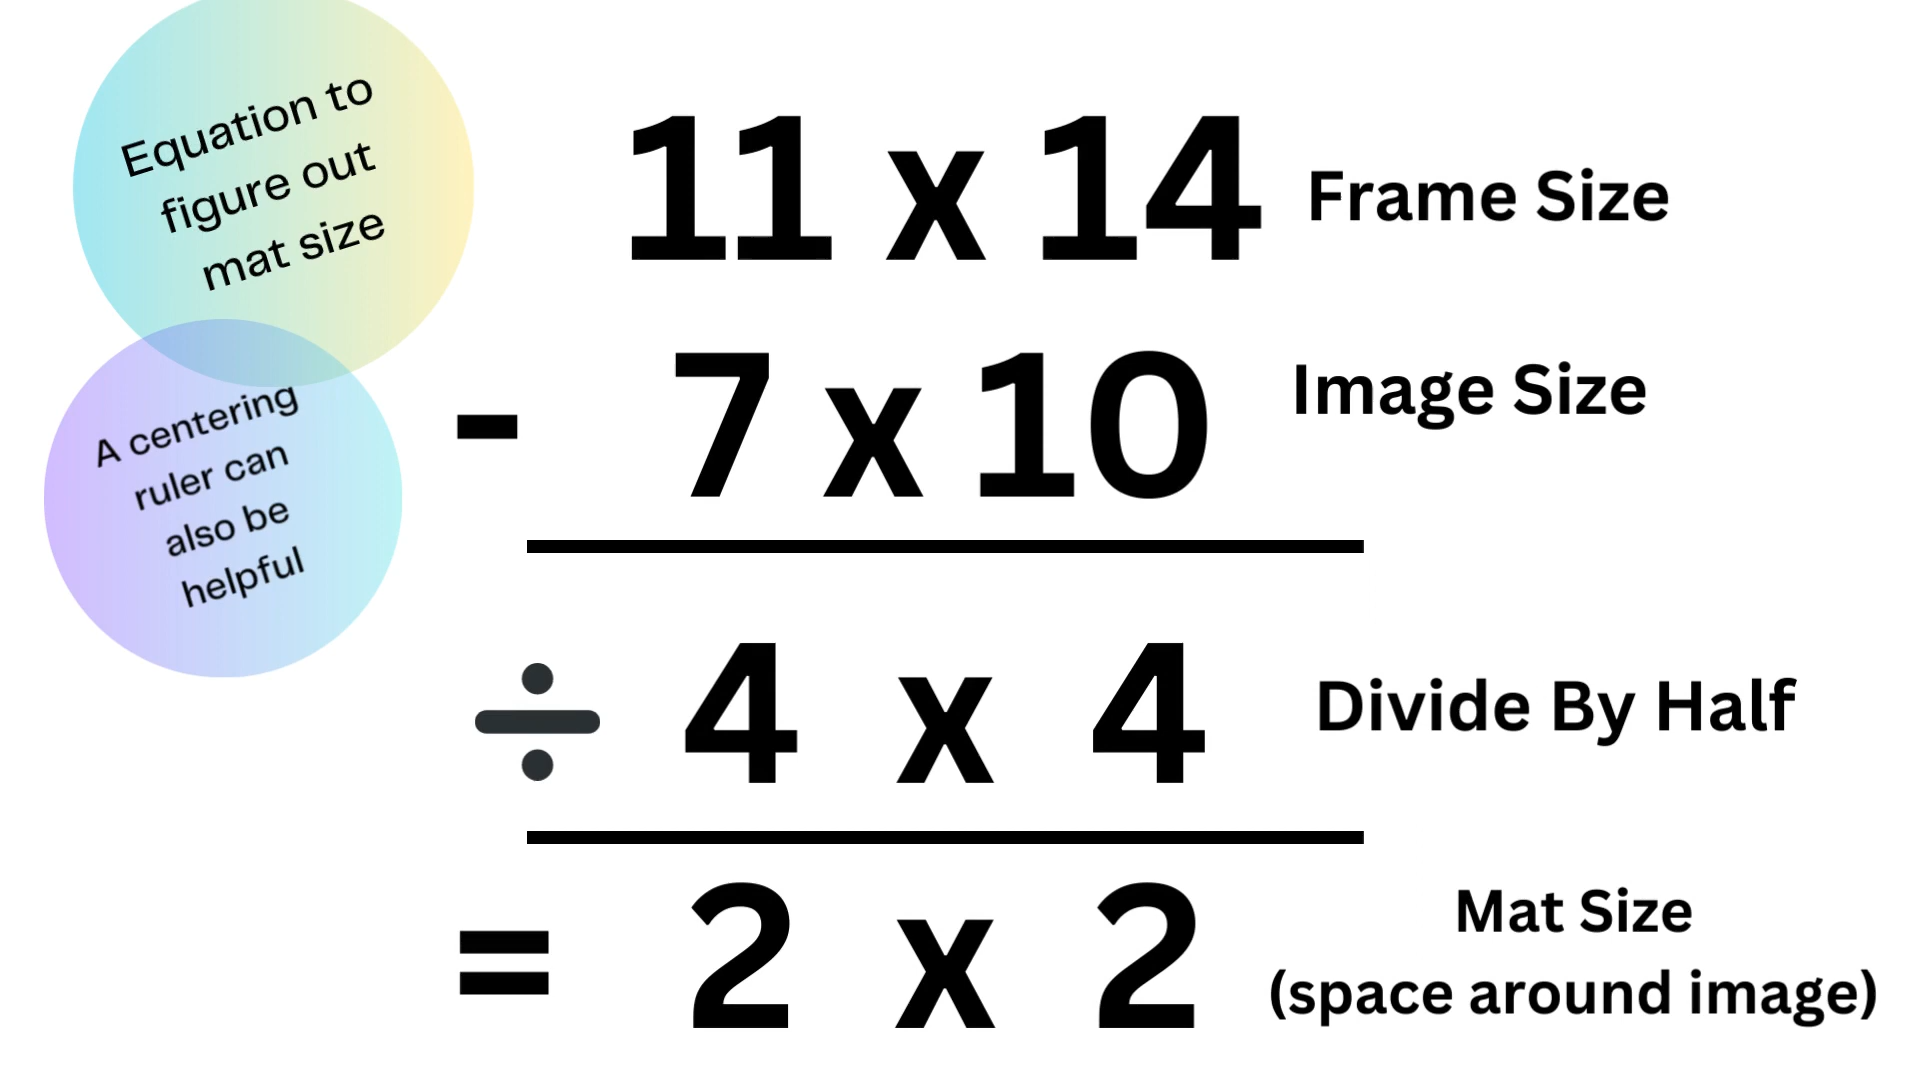 Equation to
figure out
mat size
A centering
ruler can
also be
helpful
11 x 14 Frame Size
- 7 x 10 Image Size
÷ 4 x 4 Divide By Half
= 2 x 2 Mat Size
(space around image)